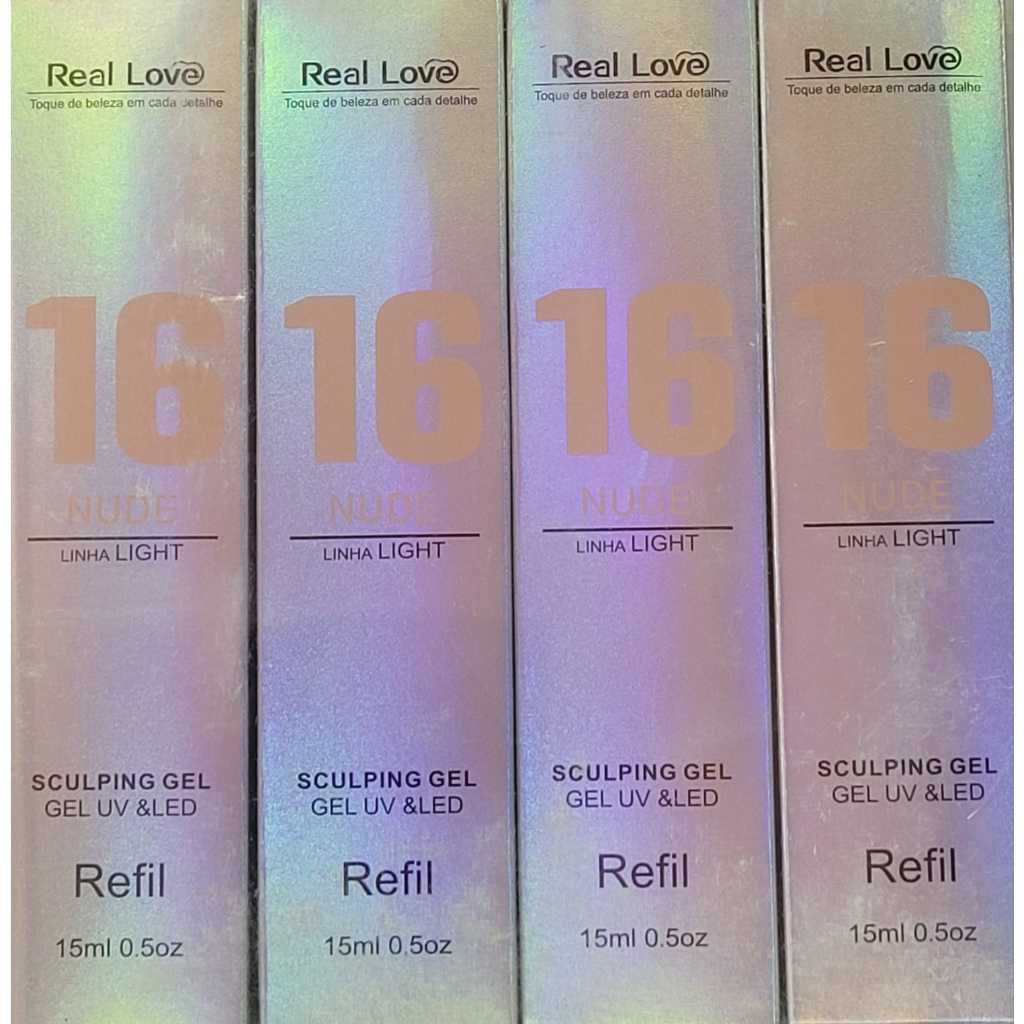 Real Love
Toque de beleza em cada detalhe
16
NUDE
LINHA LIGHT
SCULPING GEL
GEL UV &LED
Refil
15ml 0.5oz
Real Love
Toque de beleza em cada detalhe
16
NUDE
LINHA LIGHT
SCULPING GEL
GEL UV &LED
Refil
15ml 0.5oz
Real Love
Toque de beleza em cada detalhe
16
NUDE
LINHA LIGHT
SCULPING GEL
GEL UV &LED
Refil
15ml 0.5oz
Real Love
Toque de beleza em cada detalhe
16
NUDE
LINHA LIGHT
SCULPING GEL
GEL UV &LED
Refil
15ml 0.5oz